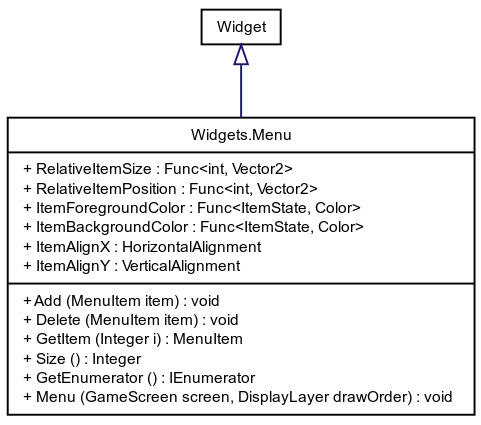 Widget
Widgets.Menu
+ RelativeItemSize : Func<int, Vector2>
+ RelativeItemPosition : Func<int, Vector2>
+ ItemForegroundColor : Func<ItemState, Color>
+ ItemBackgroundColor : Func<ItemState, Color>
+ ItemAlignX : HorizontalAlignment
+ ItemAlignY : VerticalAlignment
+ Add (MenuItem item) : void
+ Delete (MenuItem item) : void
+ GetItem (Integer i) : MenuItem
+ Size () : Integer
+ GetEnumerator () : IEnumerator
+ Menu (GameScreen screen, DisplayLayer drawOrder) : void